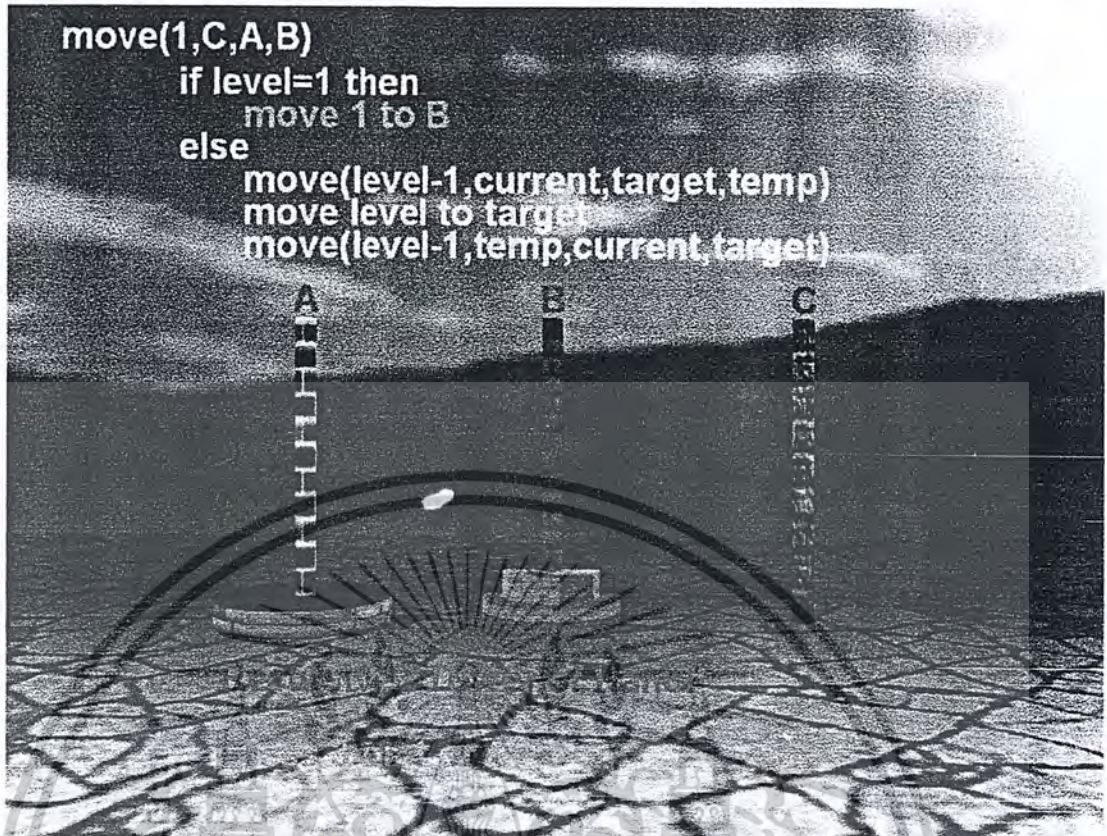 move(1,C,A,B)
if level=1 then
move 1 to B
else
move(level-1,current,target,temp)
move level to target
move(level-1,temp,current,target)
A B C